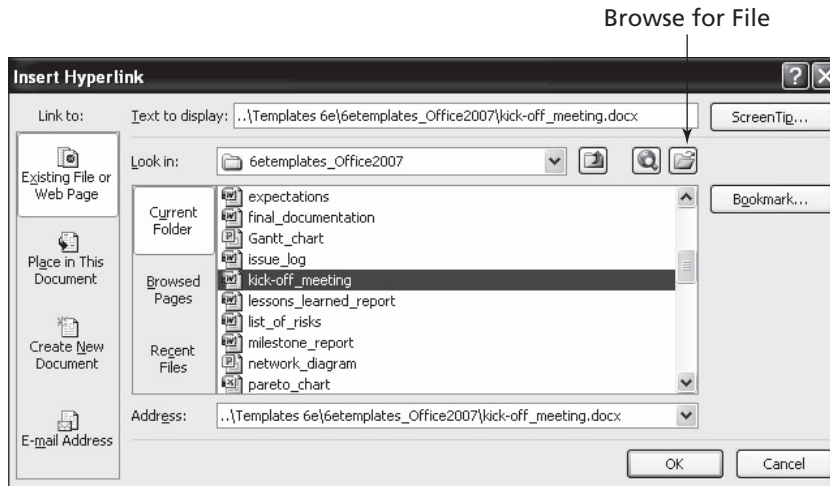 Browse for File
Insert Hyperlink
Link to:
Text to display: ..\Templates 6e\6etemplates_Office2007\kick-off_meeting.docx
ScreenTip...
Look in: 6etemplates_Office2007
Existing File or
Web Page
Place in This
Document
Create New
Document
E-mail Address
Current
Folder
Browsed
Pages
Recent
Files
expectations
final_documentation
Gantt_chart
issue_log
kick-off_meeting
lessons_learned_report
list_of_risks
milestone_report
network_diagram
pareto_chart
Bookmark...
Address: ..\Templates 6e\6etemplates_Office2007\kick-off_meeting.docx
OK
Cancel